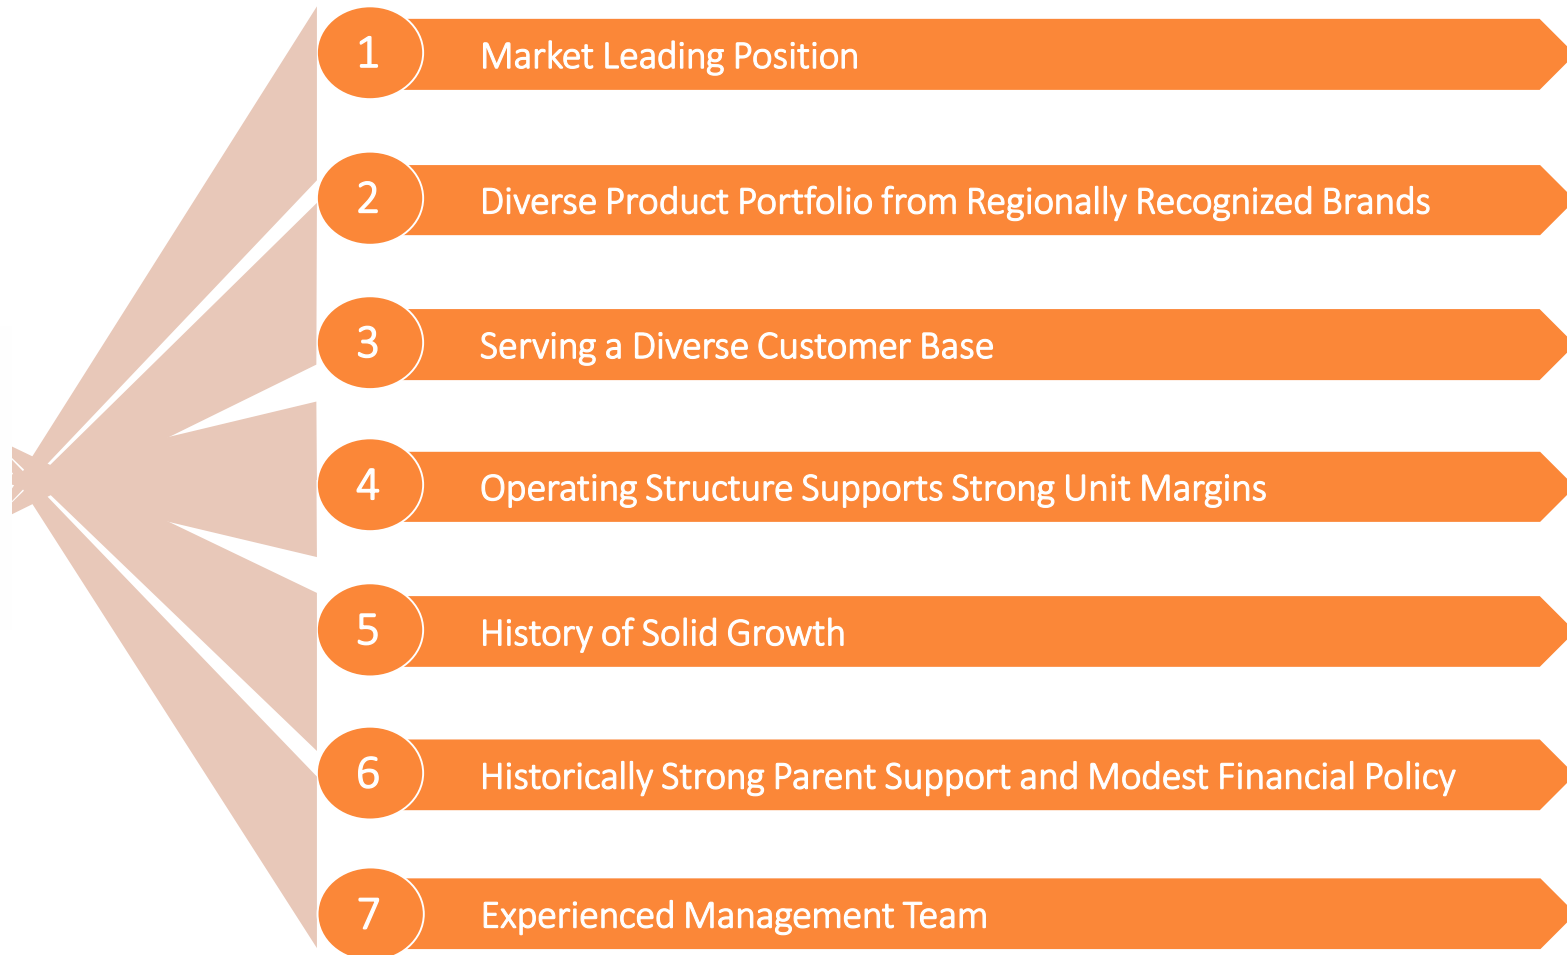 1 Market Leading Position
2 Diverse Product Portfolio from Regionally Recognized Brands
3 Serving a Diverse Customer Base
4 Operating Structure Supports Strong Unit Margins
5 History of Solid Growth
6 Historically Strong Parent Support and Modest Financial Policy
7 Experienced Management Team